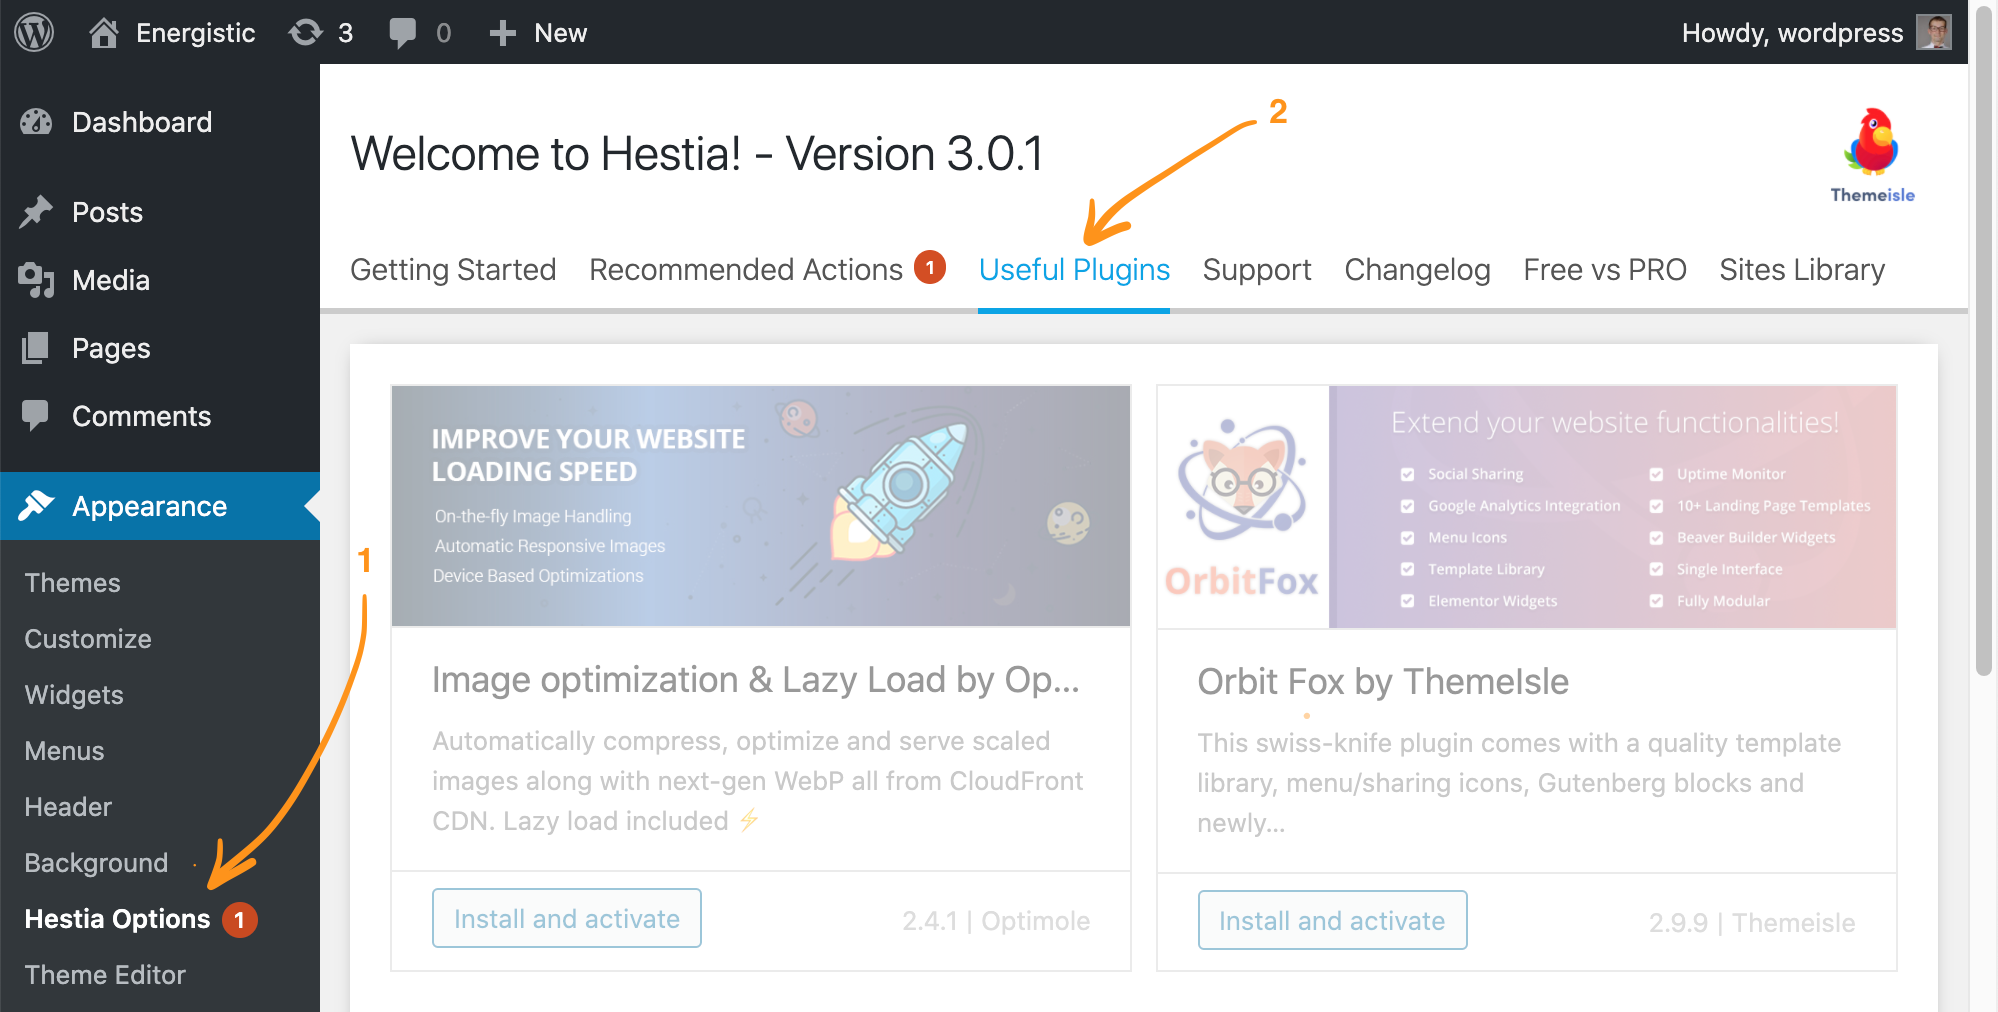 Energistic
3
0
New
Howdy, wordpress
Dashboard
Posts
Media
Pages
Comments
Appearance
Themes
Customize
Widgets
Menus
Header
Background
Hestia Options 1
Theme Editor
1
2
Welcome to Hestia! - Version 3.0.1
Themeisle
Getting Started
Recommended Actions 1
Useful Plugins
Support
Changelog
Free vs PRO
Sites Library
IMPROVE YOUR WEBSITE
LOADING SPEED
On-the-fly Image Handling
Automatic Responsive Images
Device Based Optimizations
Image optimization & Lazy Load by Op...
Automatically compress, optimize and serve scaled
images along with next-gen WebP all from CloudFront
CDN. Lazy load included ⚡
Install and activate
2.4.1 | Optimole
OrbitFox
Extend your website functionalities!
Social Sharing
Google Analytics Integration
Menu Icons
Template Library
Elementor Widgets
Uptime Monitor
10+ Landing Page Templates
Beaver Builder Widgets
Single Interface
Fully Modular
Orbit Fox by ThemeIsle
This swiss-knife plugin comes with a quality template
library, menu/sharing icons, Gutenberg blocks and
newly...
Install and activate
2.9.9 | Themeisle